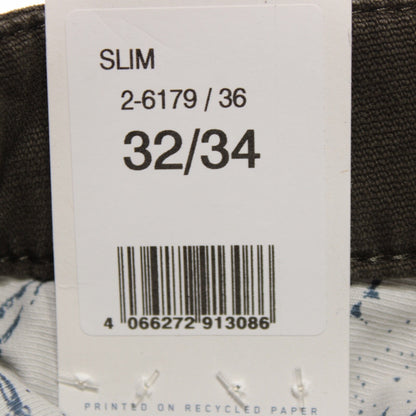 SLIM
2-6179 / 36
32/34
4 066272 913086
PRINTED ON RECYCLED PAPER